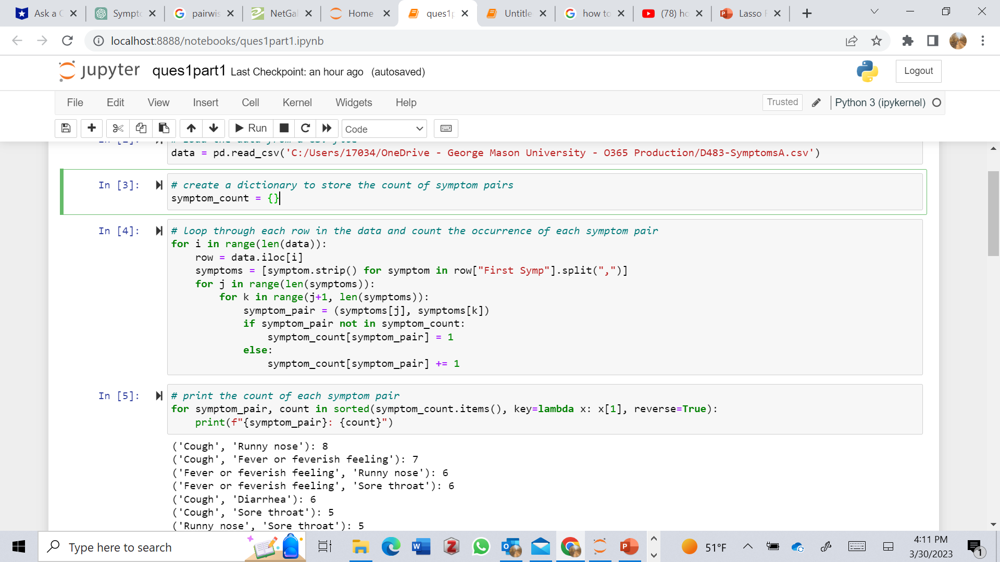 Ask a C
Sympto
pairwis
NetGal
Home
ques1p
Untitle
how to
(78) ho
Lasso R
localhost:8888/notebooks/ques1part1.ipynb
jupyter ques1part1 Last Checkpoint: an hour ago (autosaved)
Logout
File Edit View Insert Cell Kernel Widgets Help
Trusted
Python 3 (ipykernel)
Run
Code
# load the data from a CSV file
data = pd.read_csv('C:/Users/17034/OneDrive - George Mason University - O365 Production/D483-SymptomsA.csv')
In [3]:
# create a dictionary to store the count of symptom pairs
symptom_count = {}
In [4]:
# loop through each row in the data and count the occurrence of each symptom pair
for i in range(len(data)):
    row = data.iloc[i]
    symptoms = [symptom.strip() for symptom in row["First Symp"].split(",")]
    for j in range(len(symptoms)):
        for k in range(j+1, len(symptoms)):
            symptom_pair = (symptoms[j], symptoms[k])
            if symptom_pair not in symptom_count:
                symptom_count[symptom_pair] = 1
            else:
                symptom_count[symptom_pair] += 1
In [5]:
# print the count of each symptom pair
for symptom_pair, count in sorted(symptom_count.items(), key=lambda x: x[1], reverse=True):
    print(f"{symptom_pair}: {count}")
('Cough', 'Runny nose'): 8
('Cough', 'Fever or feverish feeling'): 7
('Fever or feverish feeling', 'Runny nose'): 6
('Fever or feverish feeling', 'Sore throat'): 6
('Cough', 'Diarrhea'): 6
('Cough', 'Sore throat'): 5
('Runny nose', 'Sore throat'): 5
Type here to search
51°F
4:11 PM
3/30/2023
1